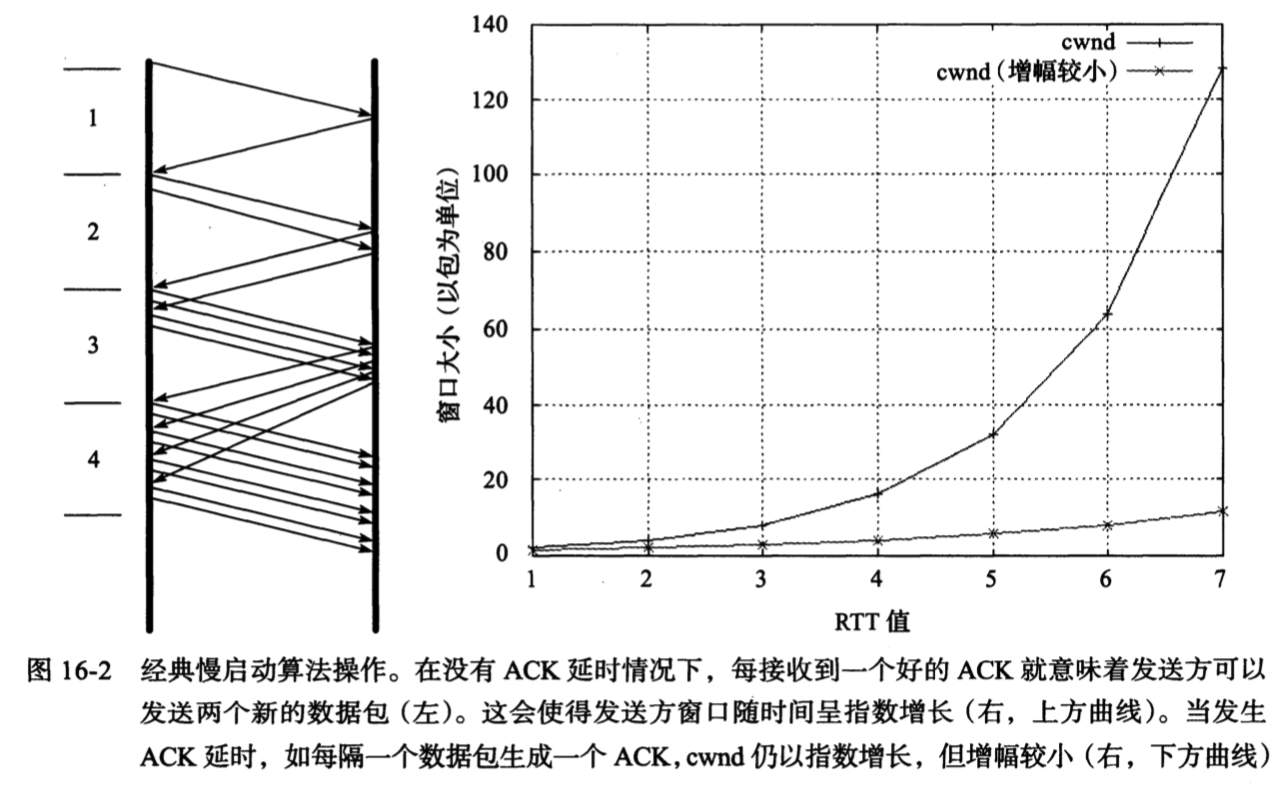 1
2
3
4
140
120
100
80
60
40
20
0
窗口大小（以包为单位）
cwnd
cwnd（增幅较小）
1 2 3 4 5 6 7
RTT 值
图 16-2 经典慢启动算法操作。在没有 ACK 延时情况下，每接收到一个好的 ACK 就意味着发送方可以
发送两个新的数据包（左）。这会使得发送方窗口随时间呈指数增长（右，上方曲线）。当发生
ACK 延时，如每隔一个数据包生成一个 ACK，cwnd 仍以指数增长，但增幅较小（右，下方曲线）